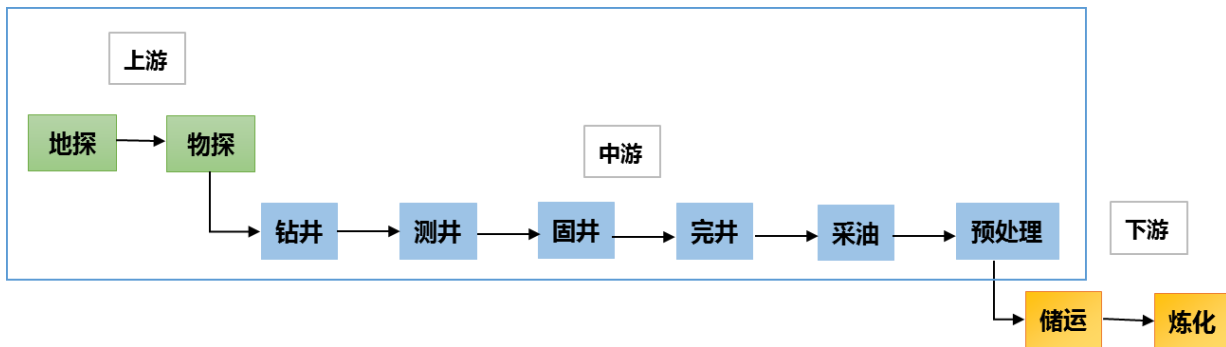 上游
地探
物探
中游
钻井
测井
固井
完井
采油
预处理
下游
储运
炼化